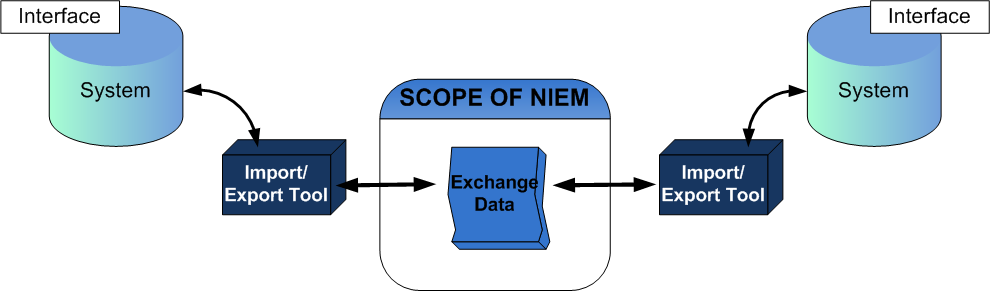 Interface
System
Import/
Export Tool
SCOPE OF NIEM
Exchange
Data
Import/
Export Tool
Interface
System